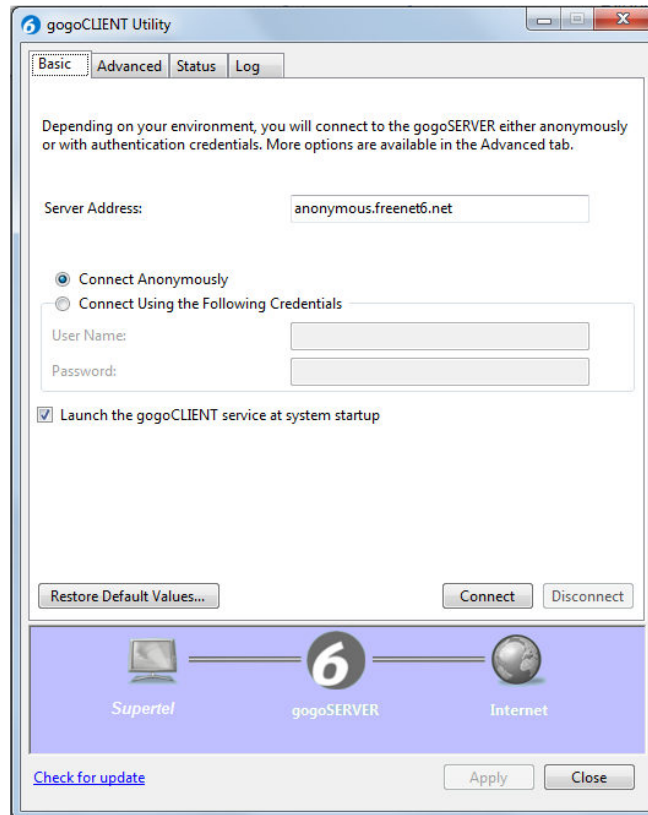 gogoCLIENT Utility
Basic Advanced Status Log
Depending on your environment, you will connect to the gogoSERVER either anonymously
or with authentication credentials. More options are available in the Advanced tab.
Server Address: anonymous.freenet6.net
Connect Anonymously
Connect Using the Following Credentials
User Name:
Password:
Launch the gogoCLIENT service at system startup
Restore Default Values... Connect Disconnect
6
Supertel gogoSERVER Internet
Check for update Apply Close